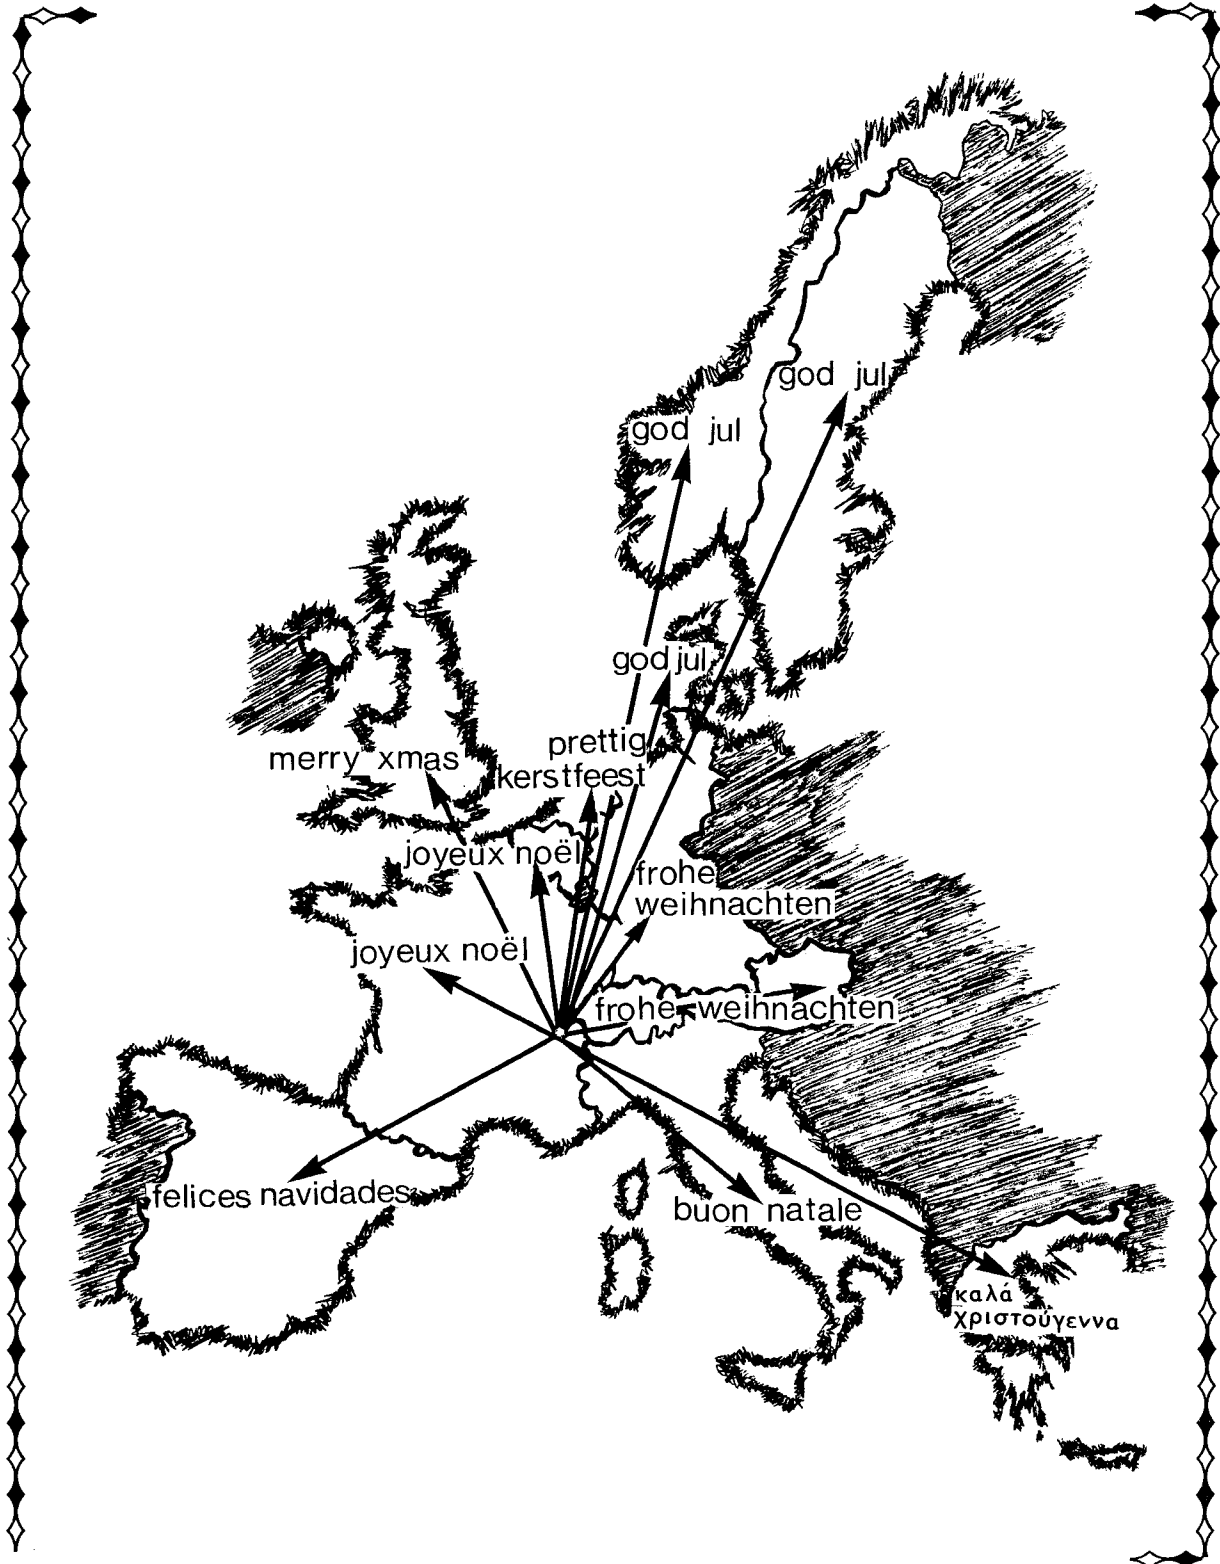 god jul
god jul
god jul
prettig
kerstfeest
merry xmas
joyeux noël
frohe
weihnachten
joyeux noël
frohe weihnachten
felices navidades
buon natale
καλά
χριστούγεννα